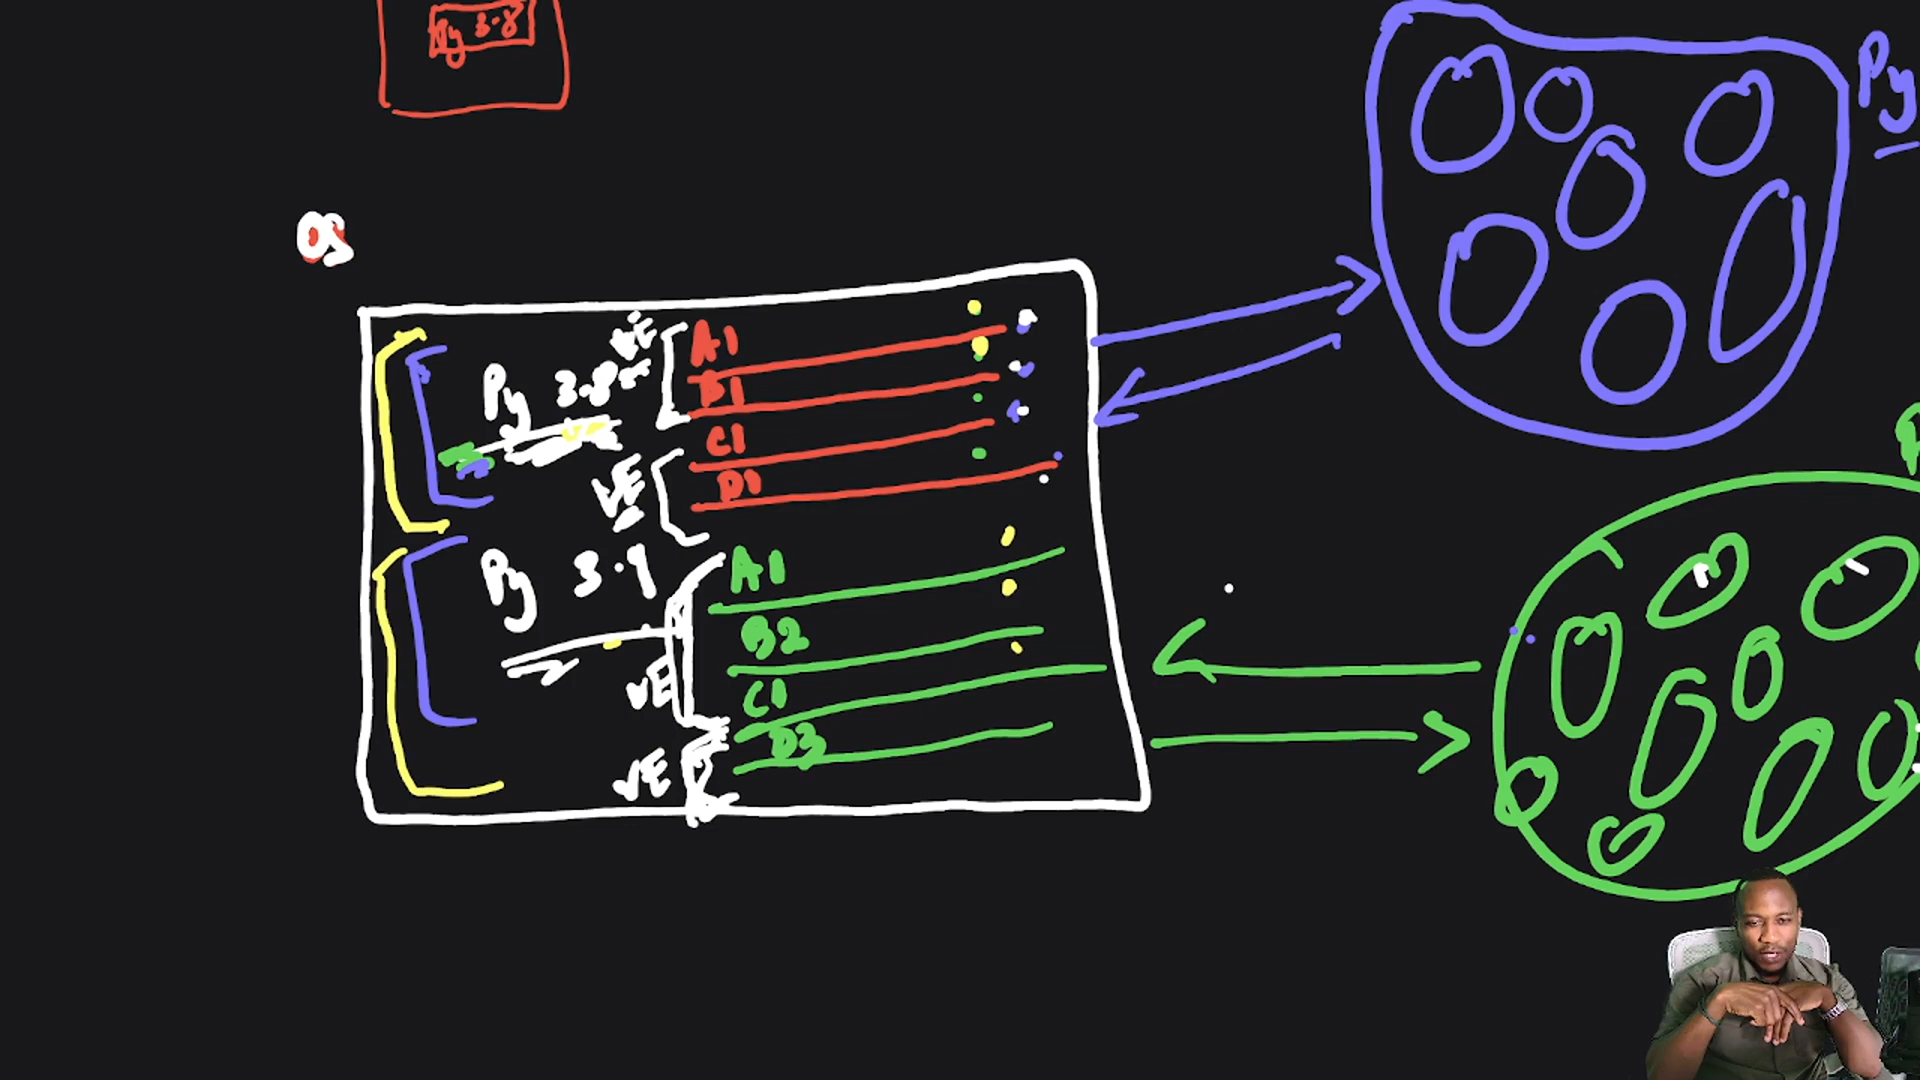 Py 3.8
Py
OS
VE
A1
Py 3.8
B1
C1
VE
D1
Py 3.9
A1
B2
VE
C1
D3
VE